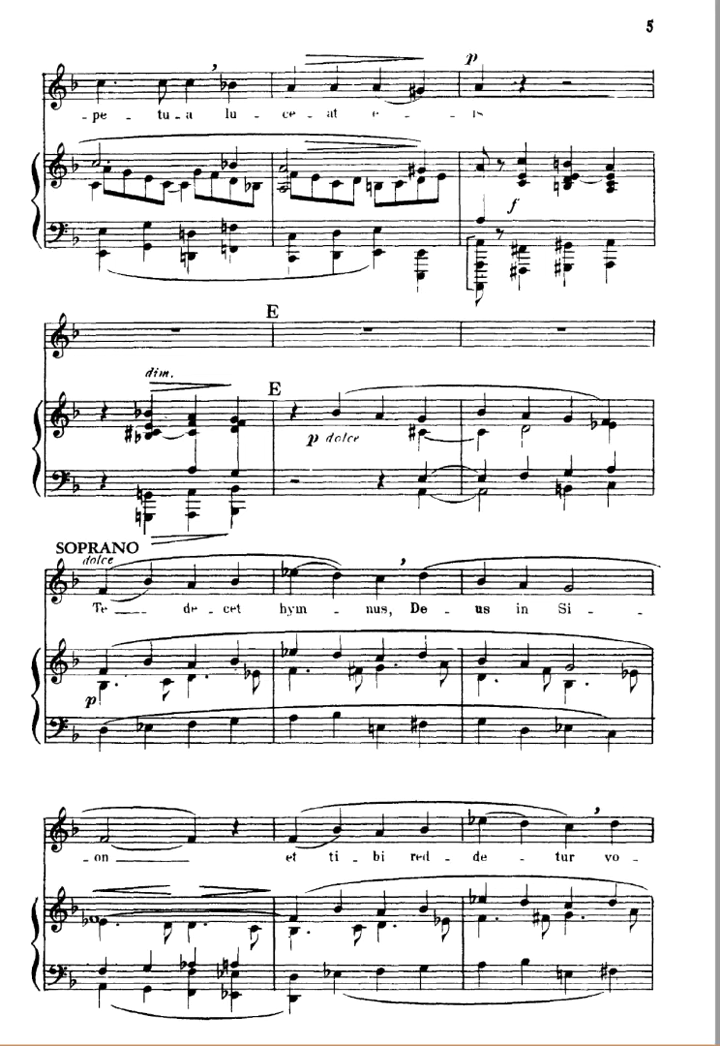 5
p
- pe - - tu - a lu - ce - at e - - is
f
E
dim.
E
p dolce
SOPRANO
dolce
Te de - cet hym - nus, De - us in Si -
p
- on et ti - bi red - de - tur vo -